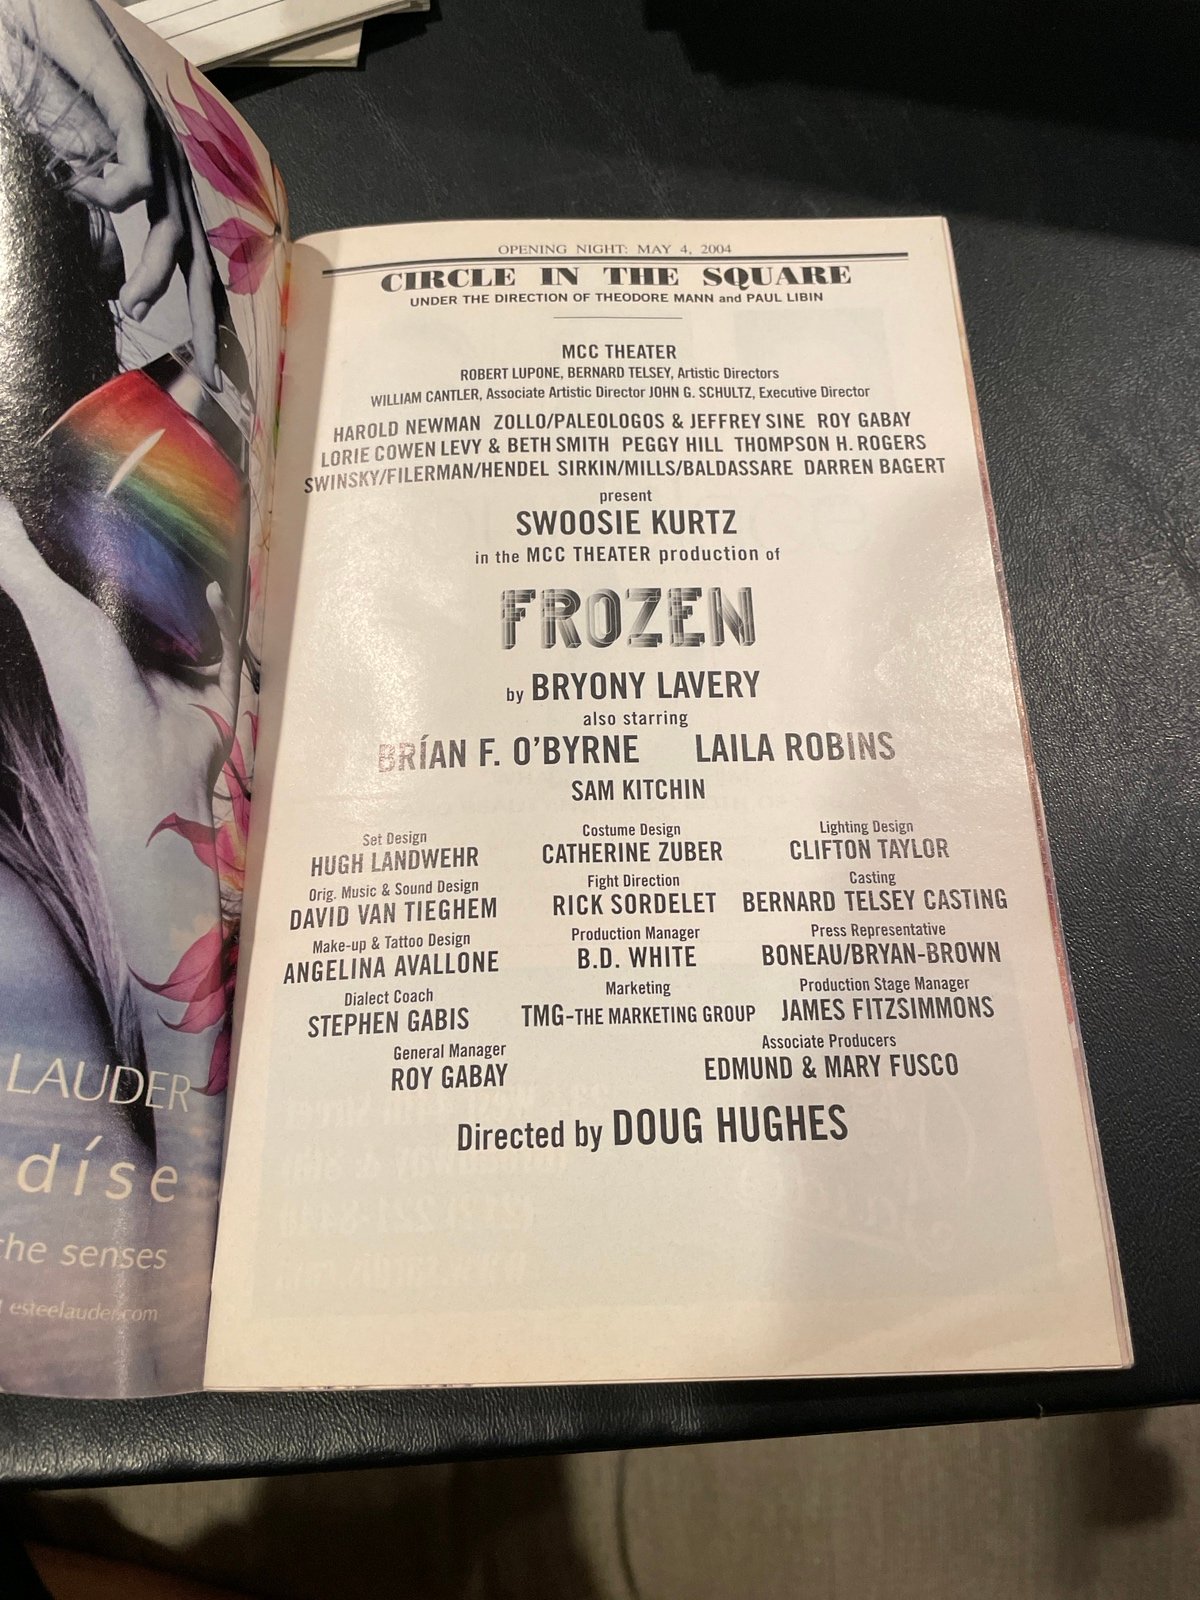 OPENING NIGHT: MAY 4, 2004
CIRCLE IN THE SQUARE
UNDER THE DIRECTION OF THEODORE MANN and PAUL LIBIN
MCC THEATER
ROBERT LUPONE, BERNARD TELSEY, Artistic Directors
WILLIAM CANTLER, Associate Artistic Director JOHN G. SCHULTZ, Executive Director
HAROLD NEWMAN ZOLLO/PALEOLOGOS & JEFFREY SINE ROY GABAY
LORIE COWEN LEVY & BETH SMITH PEGGY HILL THOMPSON H. ROGERS
SWINSKY/FILERMAN/HENDEL SIRKIN/MILLS/BALDASSARE DARREN BAGERT
present
SWOOSIE KURTZ
in the MCC THEATER production of
FROZEN
by BRYONY LAVERY
also starring
BRÍAN F. O'BYRNE LAILA ROBINS
SAM KITCHIN
Set Design Costume Design Lighting Design
HUGH LANDWEHR CATHERINE ZUBER CLIFTON TAYLOR
Orig. Music & Sound Design Fight Direction Casting
DAVID VAN TIEGHEM RICK SORDELET BERNARD TELSEY CASTING
Make-up & Tattoo Design Production Manager Press Representative
ANGELINA AVALLONE B.D. WHITE BONEAU/BRYAN-BROWN
Dialect Coach Marketing Production Stage Manager
STEPHEN GABIS TMG-THE MARKETING GROUP JAMES FITZSIMMONS
General Manager Associate Producers
ROY GABAY EDMUND & MARY FUSCO
Directed by DOUG HUGHES
LAUDER
díse
the senses
esteelauder.com